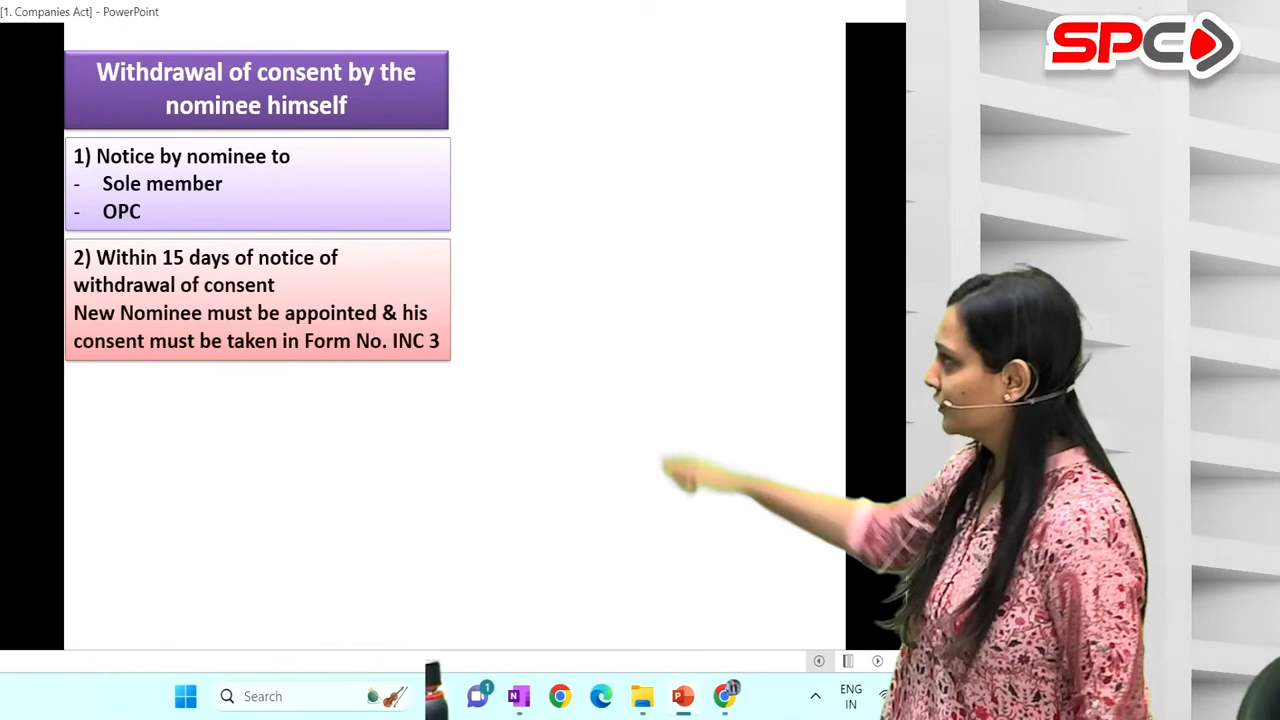 [1. Companies Act] - PowerPoint
SPC
Withdrawal of consent by the
nominee himself
1) Notice by nominee to
- Sole member
- OPC
2) Within 15 days of notice of
withdrawal of consent
New Nominee must be appointed & his
consent must be taken in Form No. INC 3
Search
1
N
P
ENG
IN